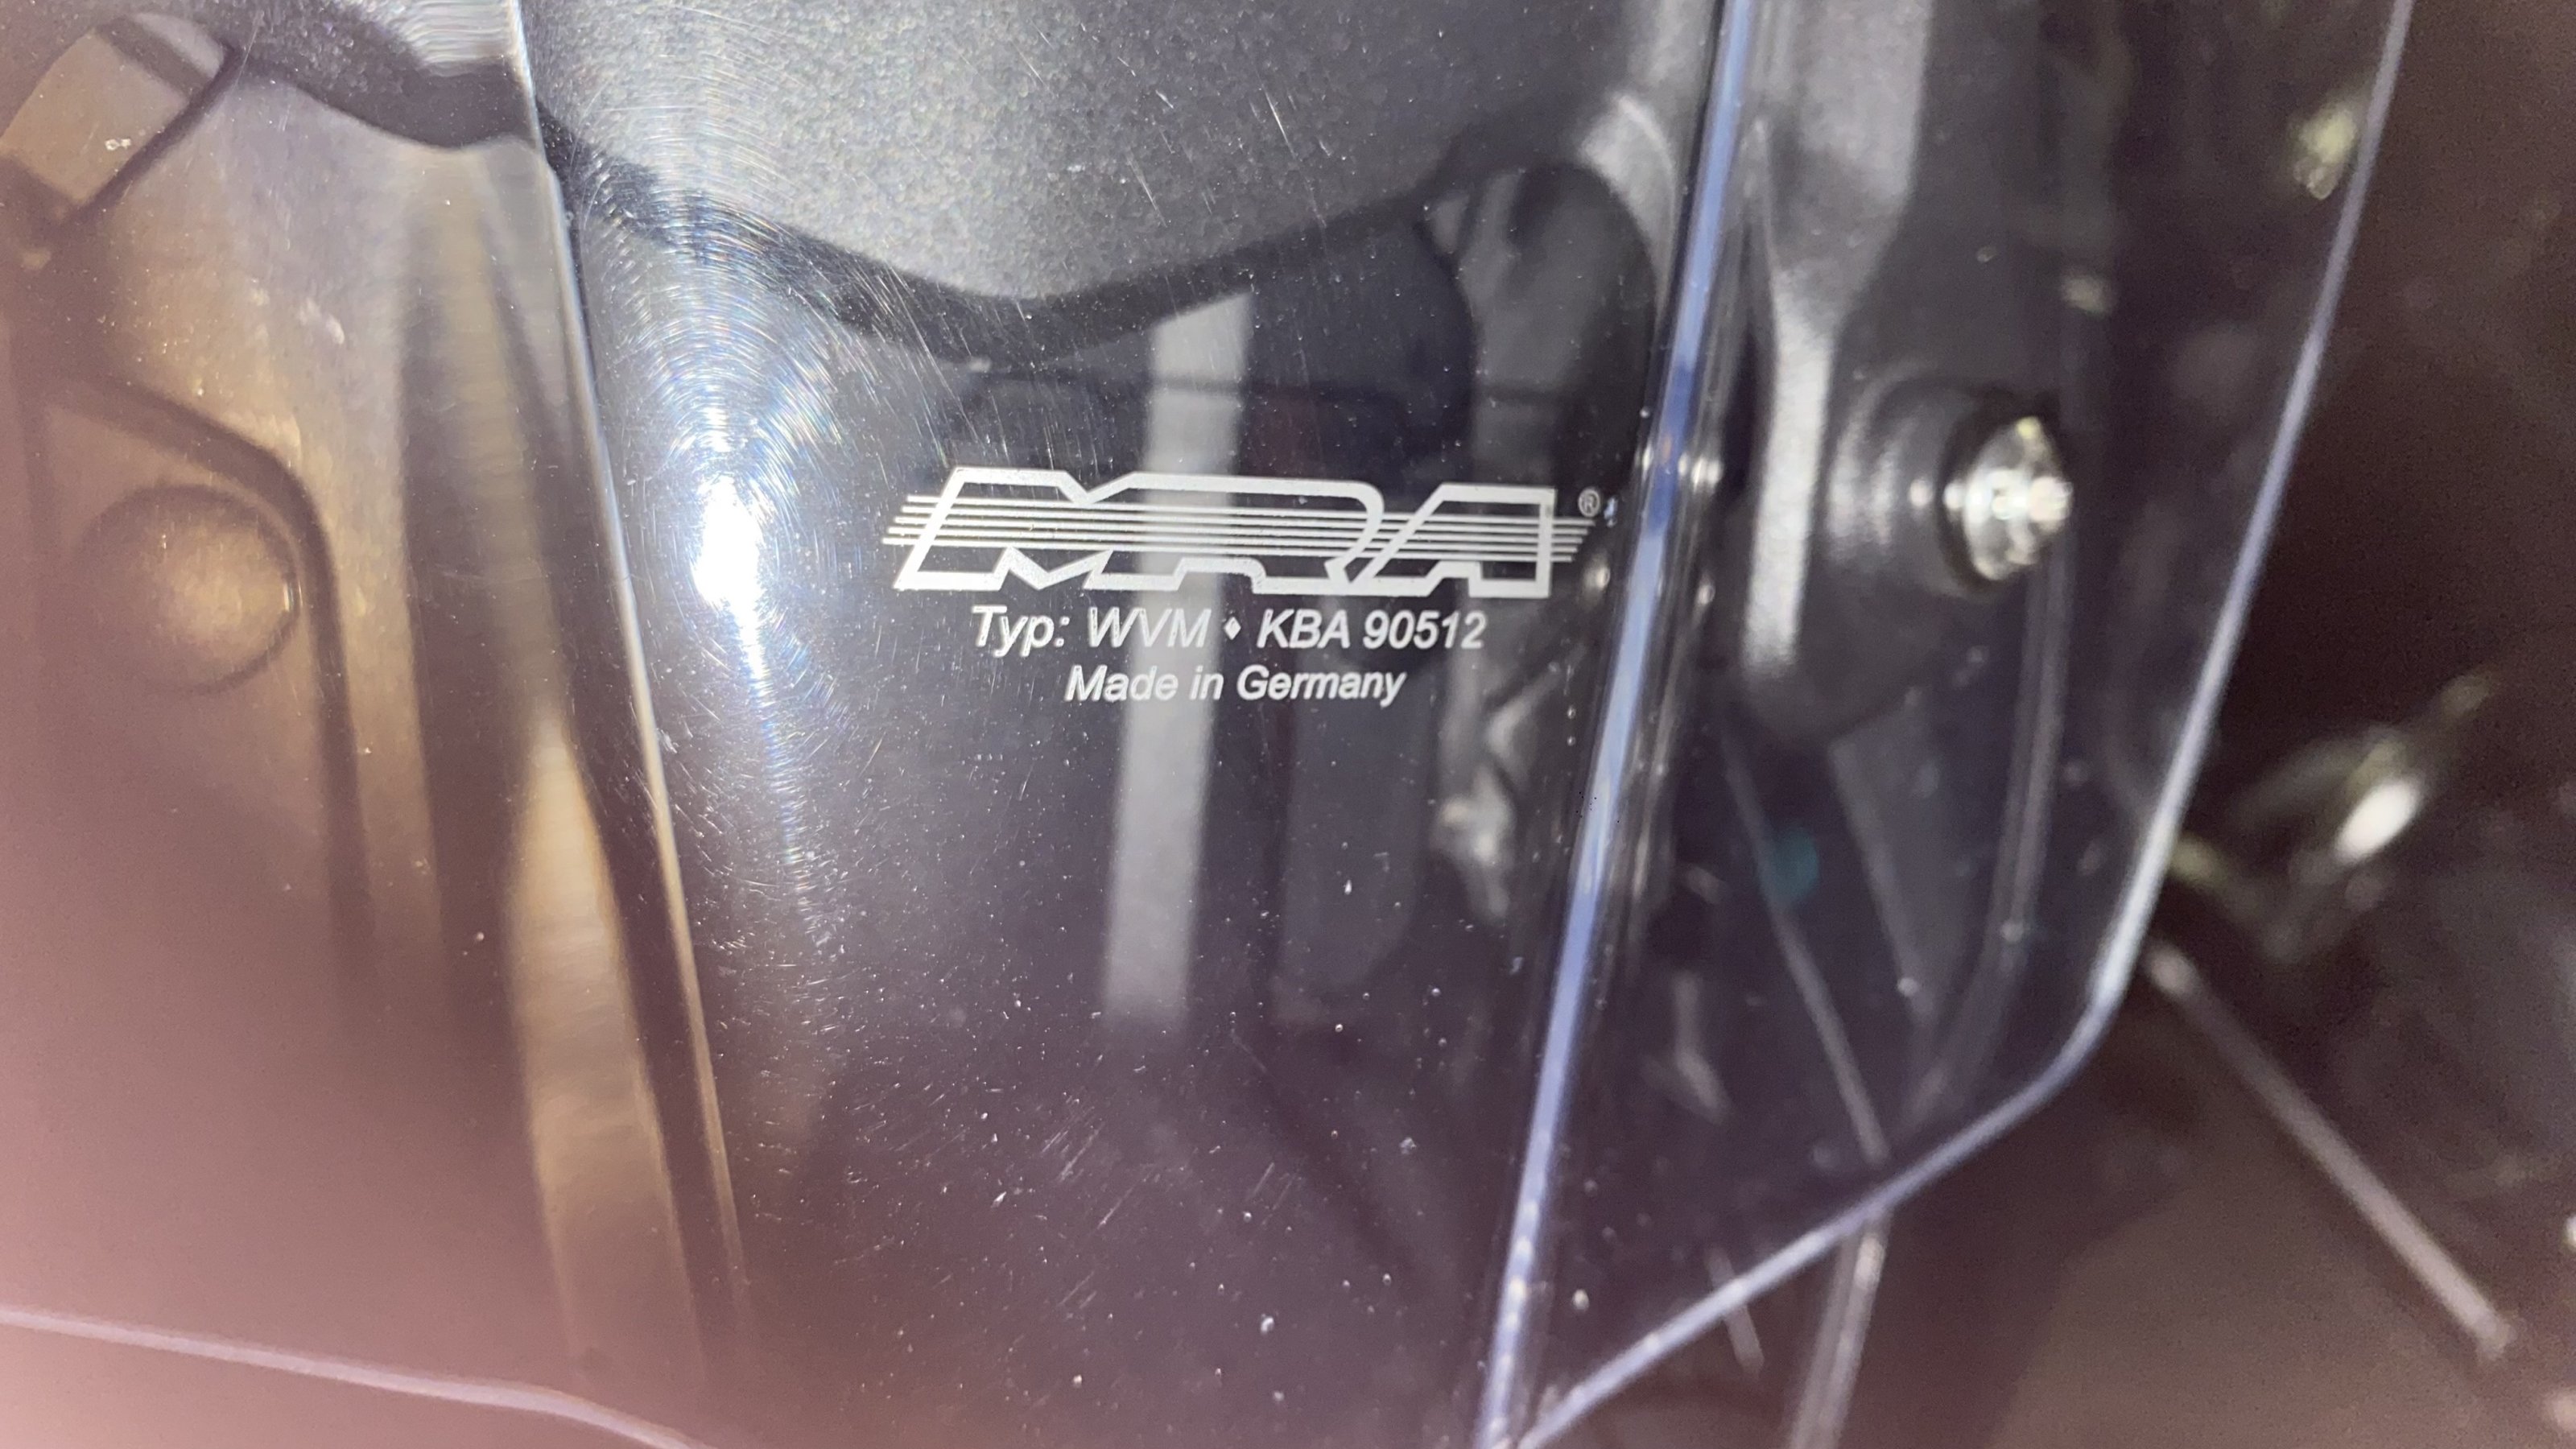 MRA®
Typ: WVM ♦ KBA 90512
Made in Germany